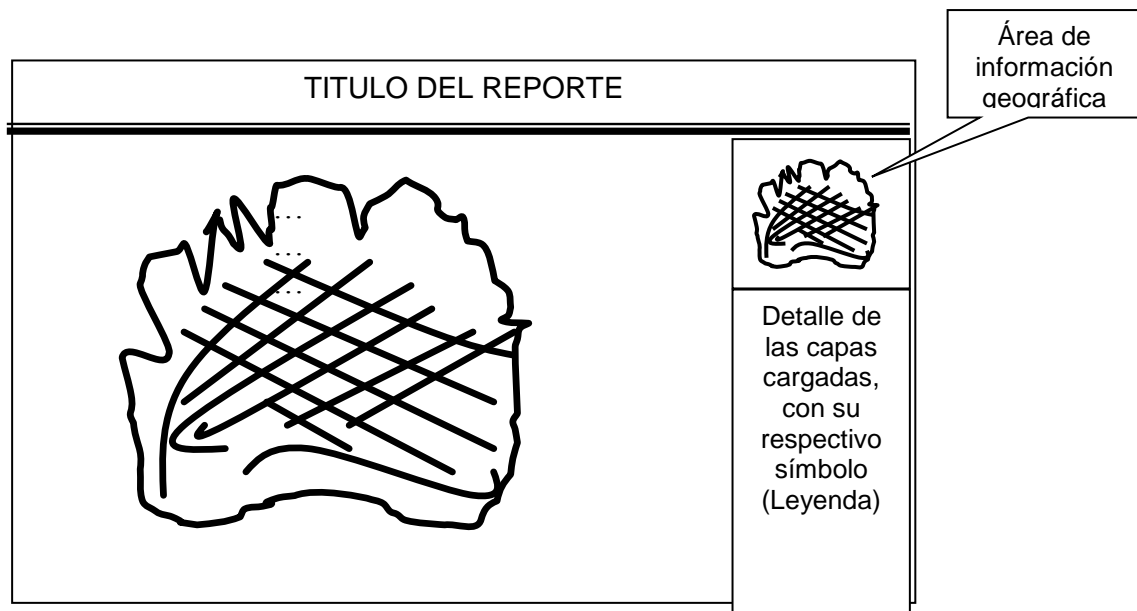 TITULO DEL REPORTE
Área de
información
geográfica
...
...
...
Detalle de
las capas
cargadas,
con su
respectivo
símbolo
(Leyenda)